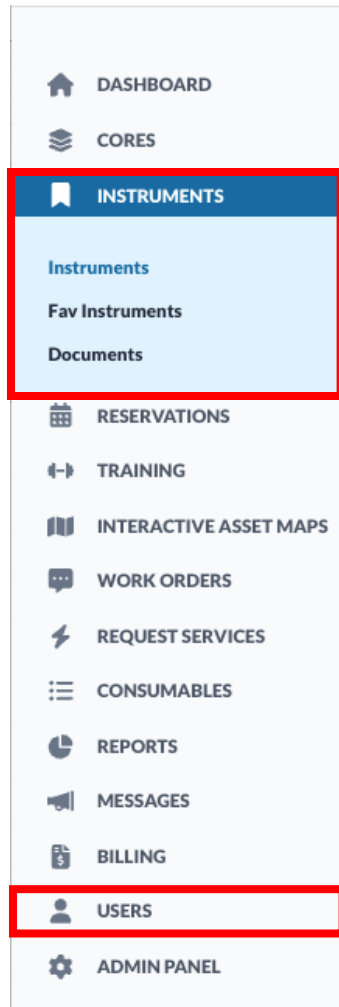 DASHBOARD
CORES
INSTRUMENTS
Instruments
Fav Instruments
Documents
RESERVATIONS
TRAINING
INTERACTIVE ASSET MAPS
WORK ORDERS
REQUEST SERVICES
CONSUMABLES
REPORTS
MESSAGES
BILLING
USERS
ADMIN PANEL